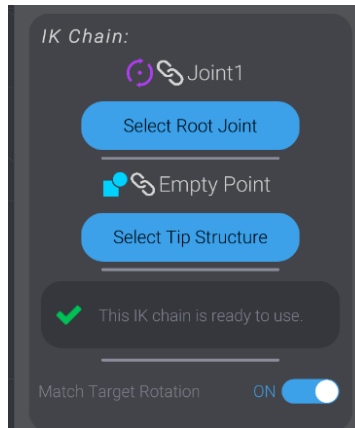 IK Chain:
Joint1
Select Root Joint
Empty Point
Select Tip Structure
This IK chain is ready to use.
Match Target Rotation ON